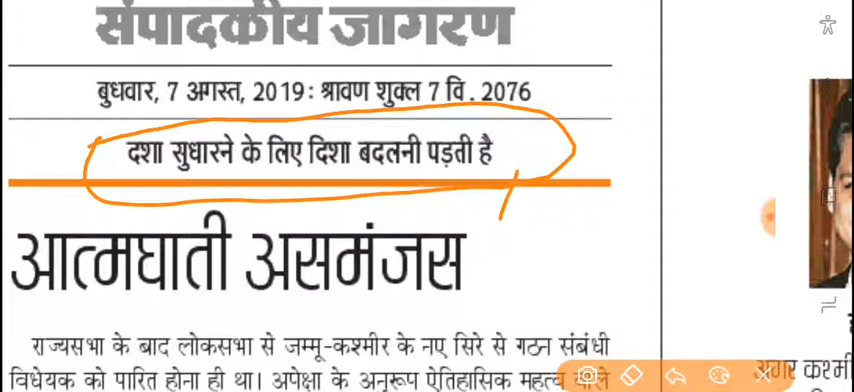 संपादकीय जागरण
बुधवार, 7 अगस्त, 2019: श्रावण शुक्ल 7 वि . 2076
दशा सुधारने के लिए दिशा बदलनी पड़ती है
आत्मघाती असमंजस
राज्यसभा के बाद लोकसभा से जम्मू-कश्मीर के नए सिरे से गठन संबंधी
विधेयक को पारित होना ही था। अपेक्षा के अनुरूप ऐतिहासिक महत्व वाले
अगर कश्मी